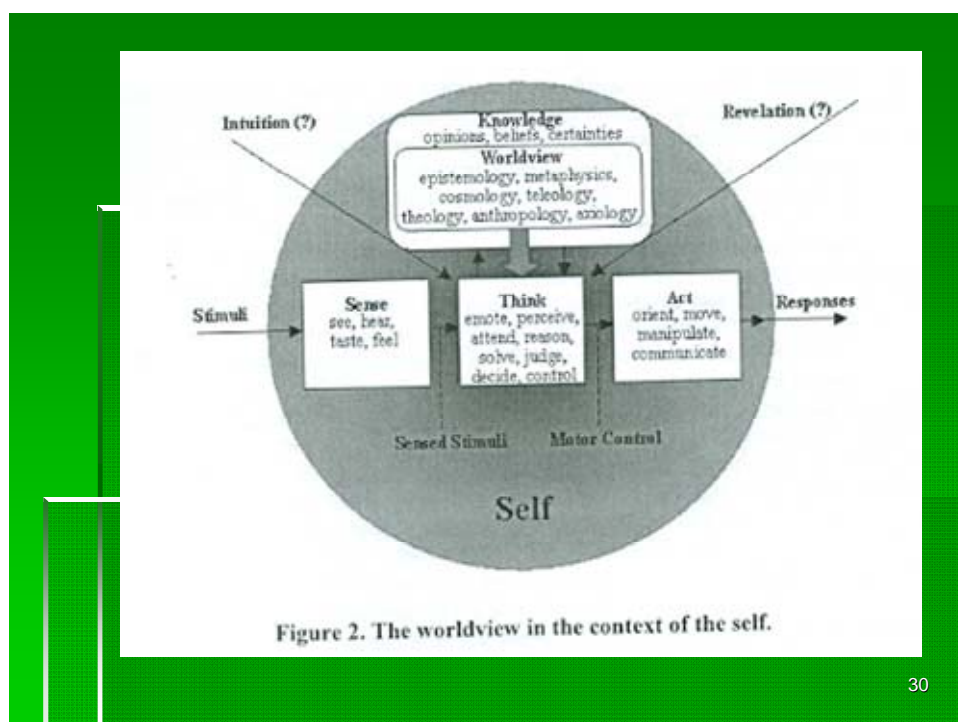 Intuition (?)
Revelation (?)
Knowledge
opinions, beliefs, certainties
Worldview
epistemology, metaphysics,
cosmology, teleology,
theology, anthropology, axiology
Stimuli
Sense
see, hear,
taste, feel
Think
emote, perceive,
attend, reason,
solve, judge,
decide, control
Act
orient, move,
manipulate,
communicate
Responses
Sensed Stimuli
Motor Control
Self
Figure 2. The worldview in the context of the self.
30